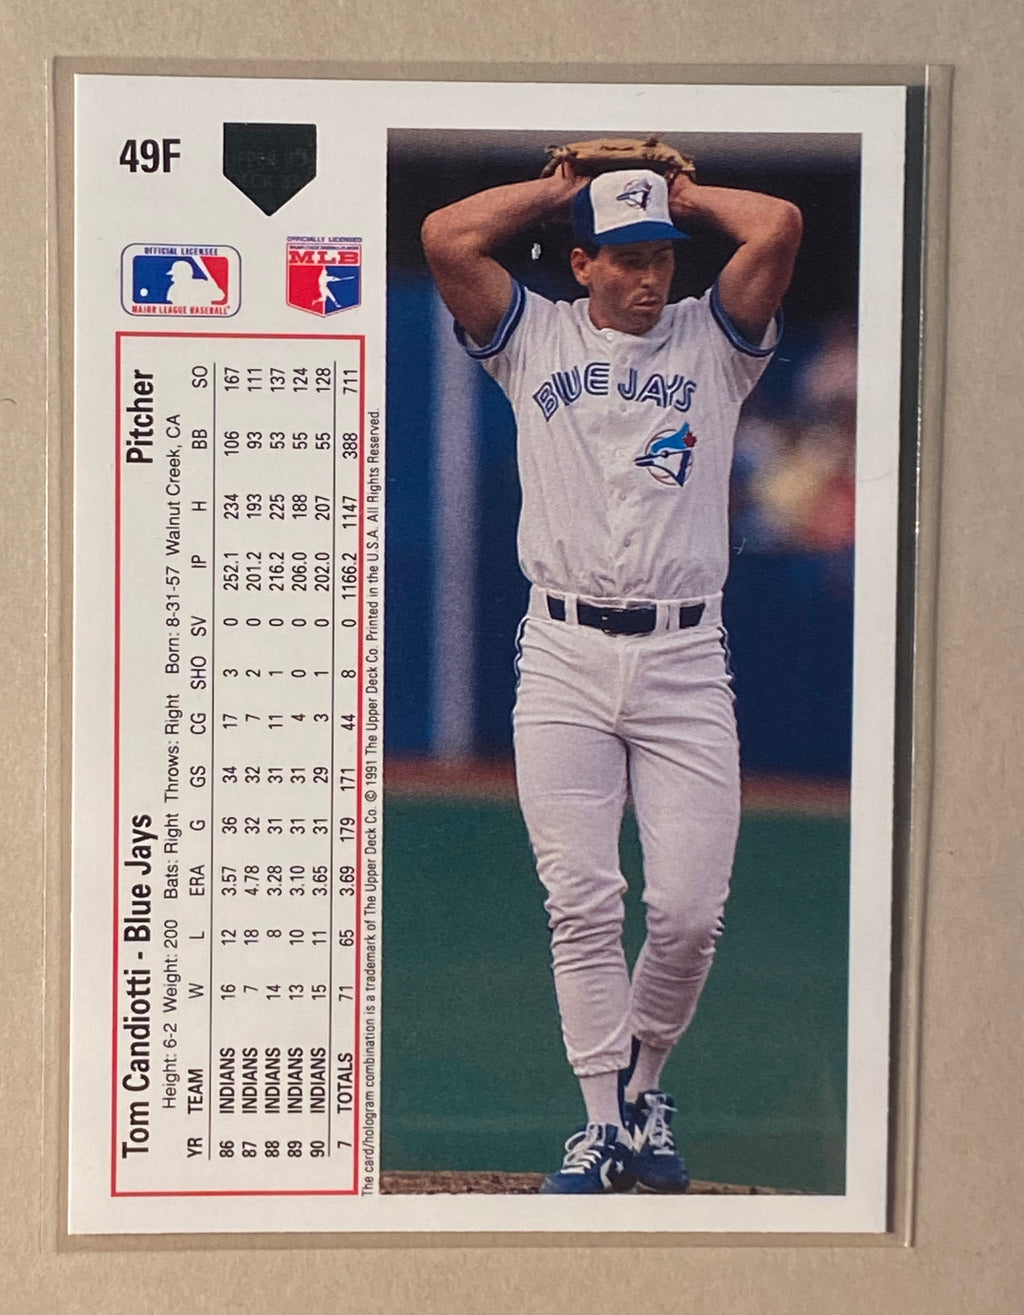 49F
OFFICIAL LICENSEE
MAJOR LEAGUE BASEBALL
OFFICIALLY LICENSED
MLB
Tom Candiotti - Blue Jays Pitcher
Height: 6-2 Weight: 200 Bats: Right Throws: Right Born: 8-31-57 Walnut Creek, CA
YR TEAM W L ERA G GS CG SHO SV IP H BB SO
86 INDIANS 16 12 3.57 36 34 17 3 0 252.1 234 106 167
87 INDIANS 7 18 4.78 32 32 7 2 0 201.2 193 93 111
88 INDIANS 14 8 3.28 31 31 11 1 0 216.2 225 53 137
89 INDIANS 13 10 3.10 31 31 4 0 0 206.0 188 55 124
90 INDIANS 15 11 3.65 31 29 3 1 0 202.0 207 55 128
7 TOTALS 71 65 3.69 179 171 44 8 0 1166.2 1147 388 711
The card/hologram combination is a trademark of The Upper Deck Co. © 1991 The Upper Deck Co. Printed in the U.S.A. All Rights Reserved.
BLUE JAYS